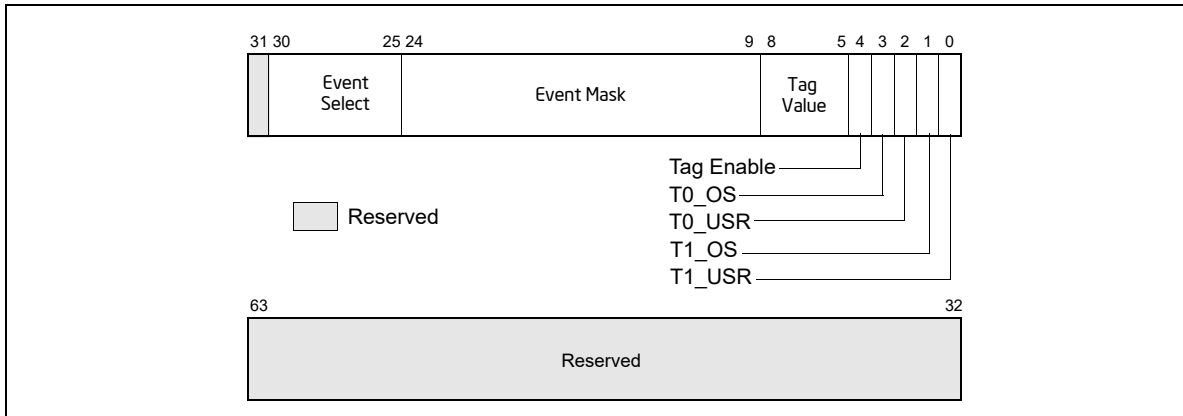 31 30 25 24 9 8 5 4 3 2 1 0
Event
Select
Event Mask
Tag
Value
Tag Enable
T0_OS
T0_USR
T1_OS
T1_USR
Reserved
63 32
Reserved